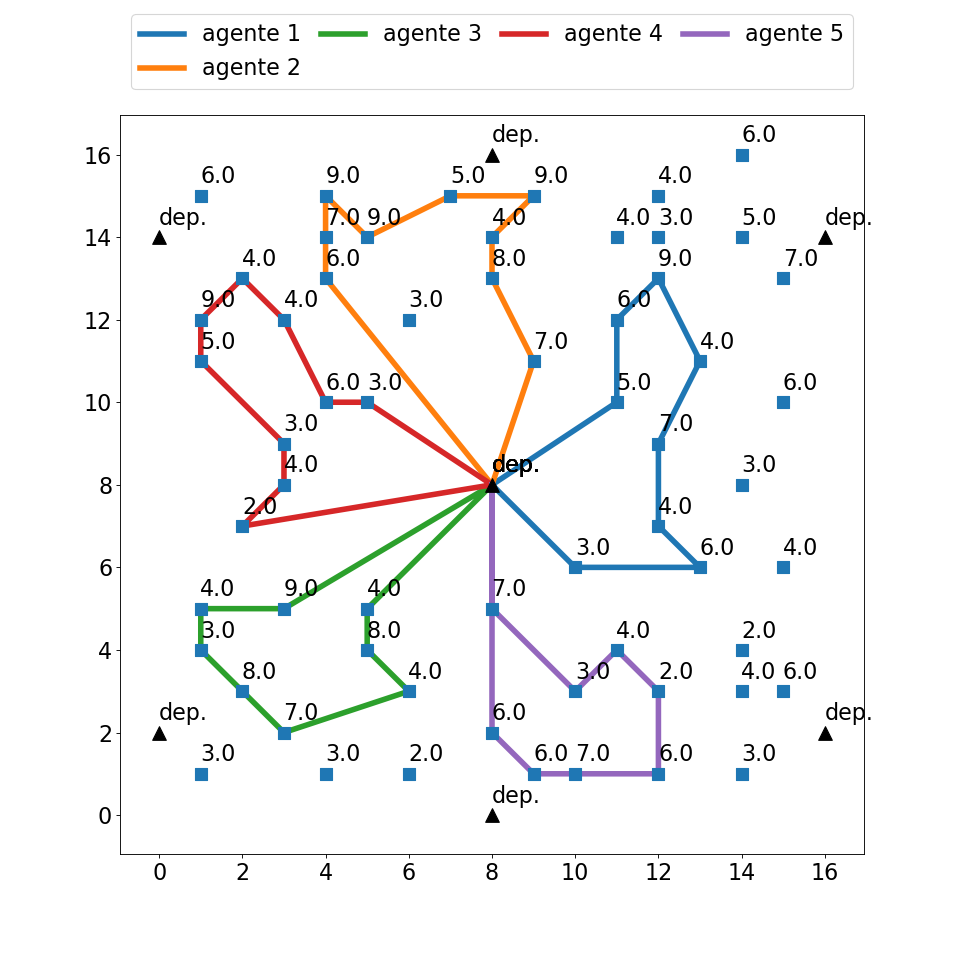 agente 1 agente 3 agente 4 agente 5
agente 2
16 dep. 6.0
6.0 9.0 5.0 9.0 4.0
14 dep. 7.0 9.0 4.0 4.0 3.0 5.0 dep.
4.0 6.0 8.0 9.0 7.0
12 9.0 4.0 3.0 6.0
5.0 7.0 4.0
10 6.0 3.0 5.0 6.0
3.0 7.0
8 4.0 dep. 3.0
2.0 4.0
6 3.0 6.0 4.0
4.0 9.0 4.0 7.0
4 3.0 8.0 4.0 2.0
8.0 4.0 3.0 2.0 4.0 6.0
2 dep. 7.0 6.0 dep.
3.0 3.0 2.0 6.0 7.0 6.0 3.0
0 dep.
0 2 4 6 8 10 12 14 16